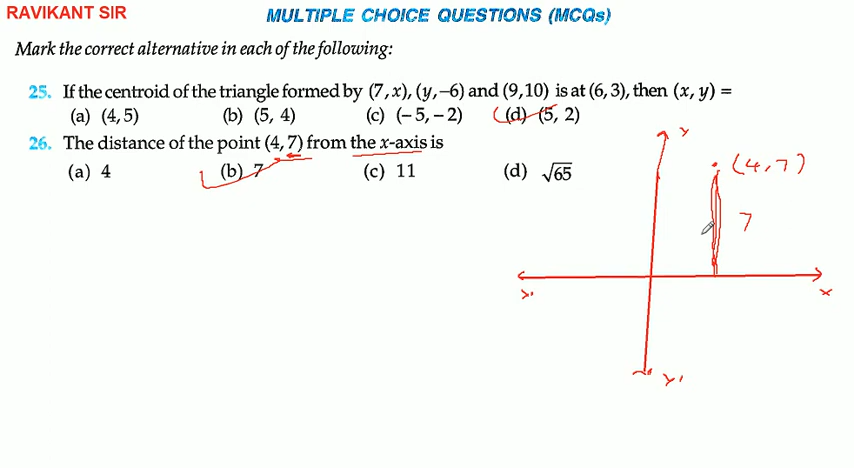 RAVIKANT SIR
MULTIPLE CHOICE QUESTIONS (MCQs)
Mark the correct alternative in each of the following:
25. If the centroid of the triangle formed by (7, x), (y, −6) and (9, 10) is at (6, 3), then (x, y) =
(a) (4, 5) (b) (5, 4) (c) (−5, −2) (d) (5, 2)
26. The distance of the point (4, 7) from the x-axis is
(a) 4 (b) 7 (c) 11 (d) √65
Y
(4,7)
7
X' X
Y'